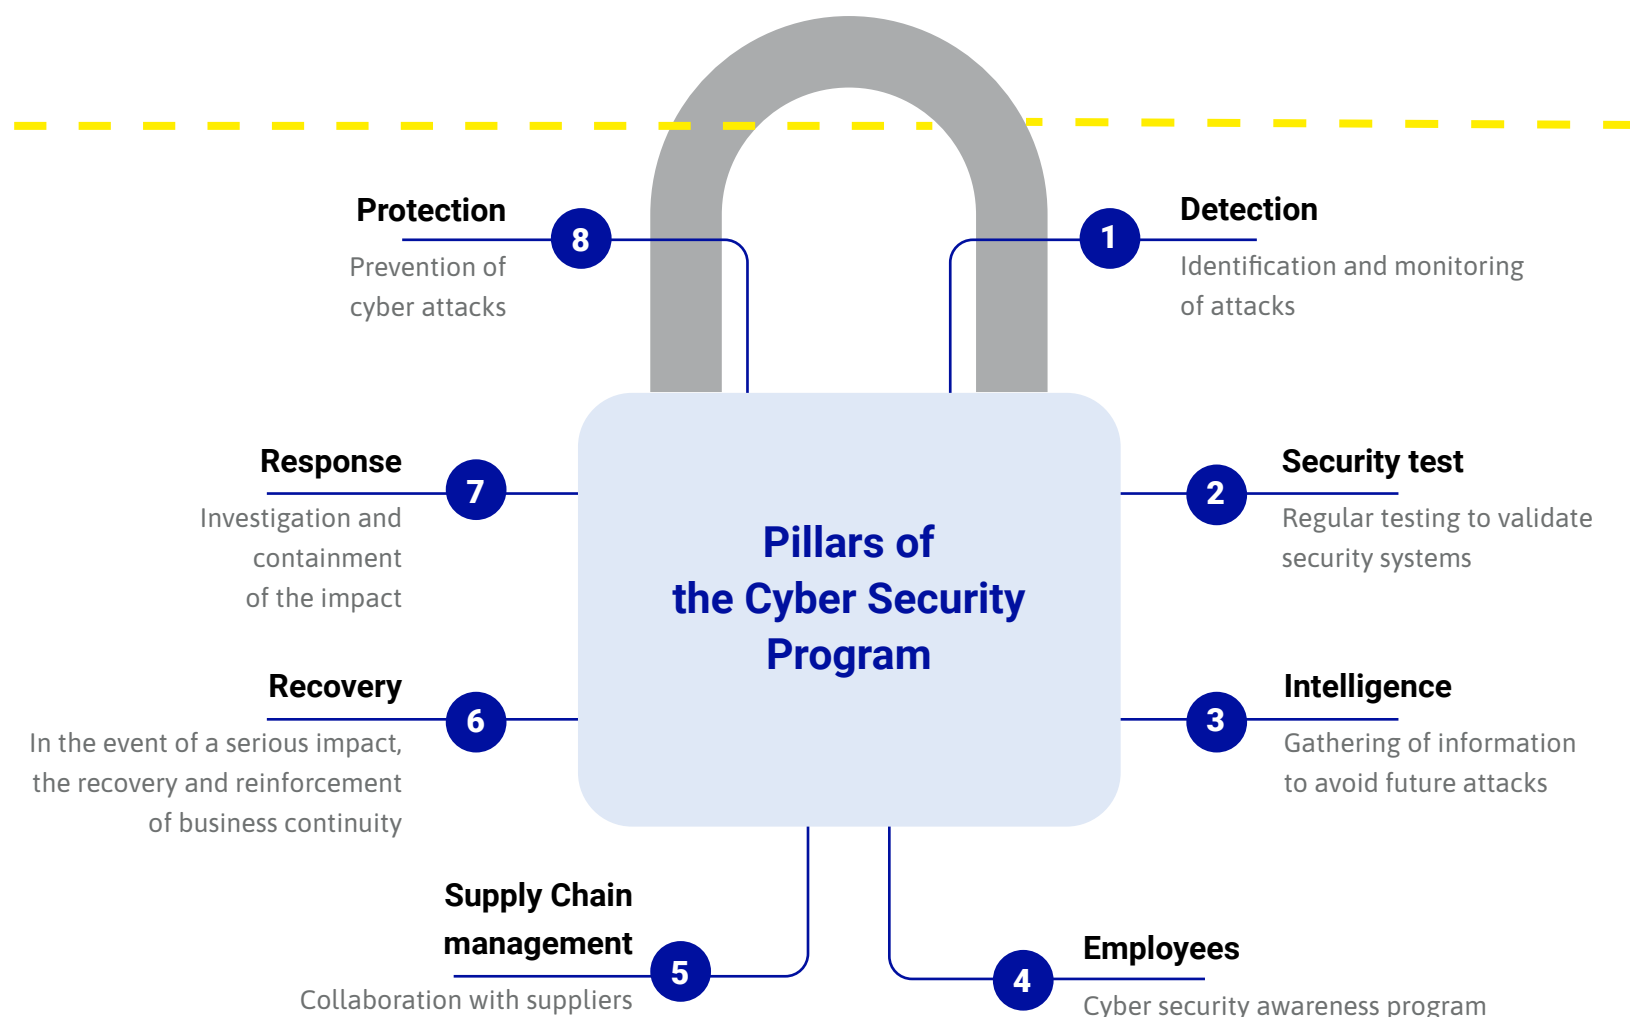 Protection
8
Prevention of
cyber attacks
1
Detection
Identification and monitoring
of attacks
Response
7
Investigation and
containment
of the impact
2
Security test
Regular testing to validate
security systems
Pillars of
the Cyber Security
Program
Recovery
6
In the event of a serious impact,
the recovery and reinforcement
of business continuity
3
Intelligence
Gathering of information
to avoid future attacks
Supply Chain
management
5
Collaboration with suppliers
4
Employees
Cyber security awareness program